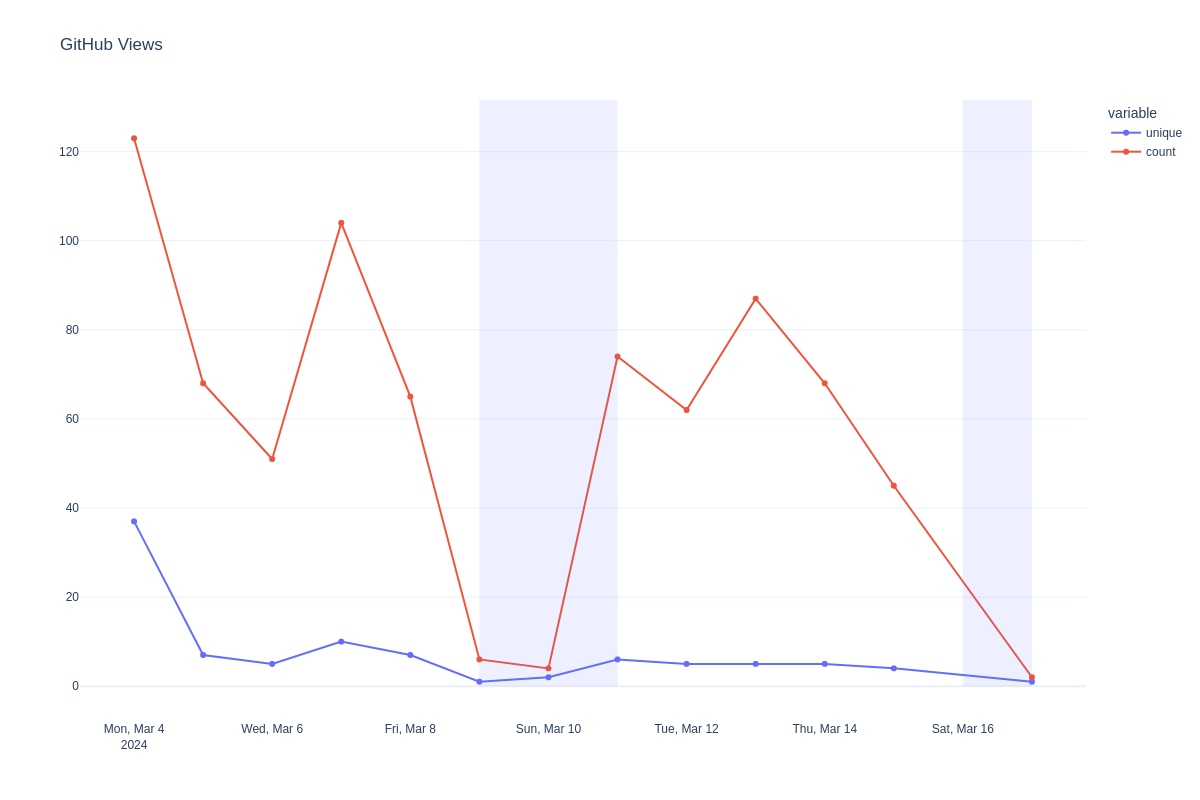 GitHub Views
variable
unique
count
120
100
80
60
40
20
0
Mon, Mar 4
2024
Wed, Mar 6
Fri, Mar 8
Sun, Mar 10
Tue, Mar 12
Thu, Mar 14
Sat, Mar 16